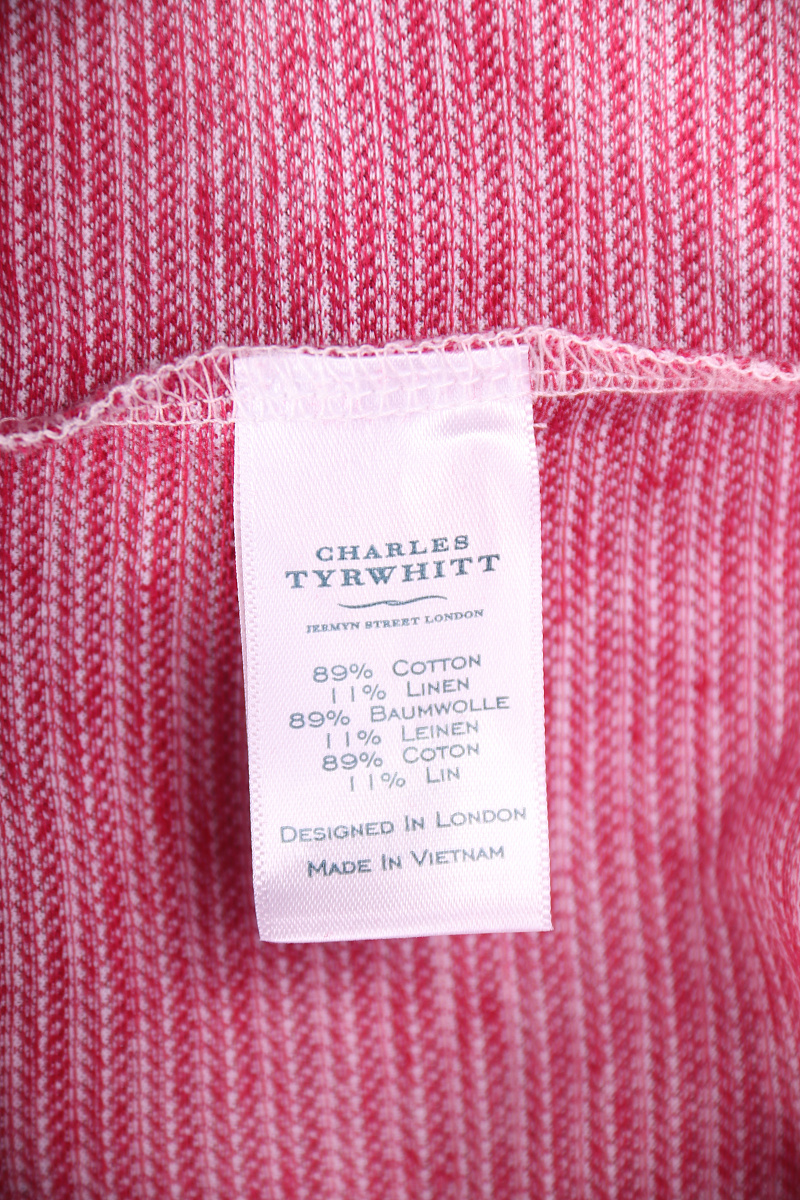 CHARLES
TYRWHITT
JERMYN STREET LONDON
89% COTTON
11% LINEN
89% BAUMWOLLE
11% LEINEN
89% COTON
11% LIN
DESIGNED IN LONDON
MADE IN VIETNAM